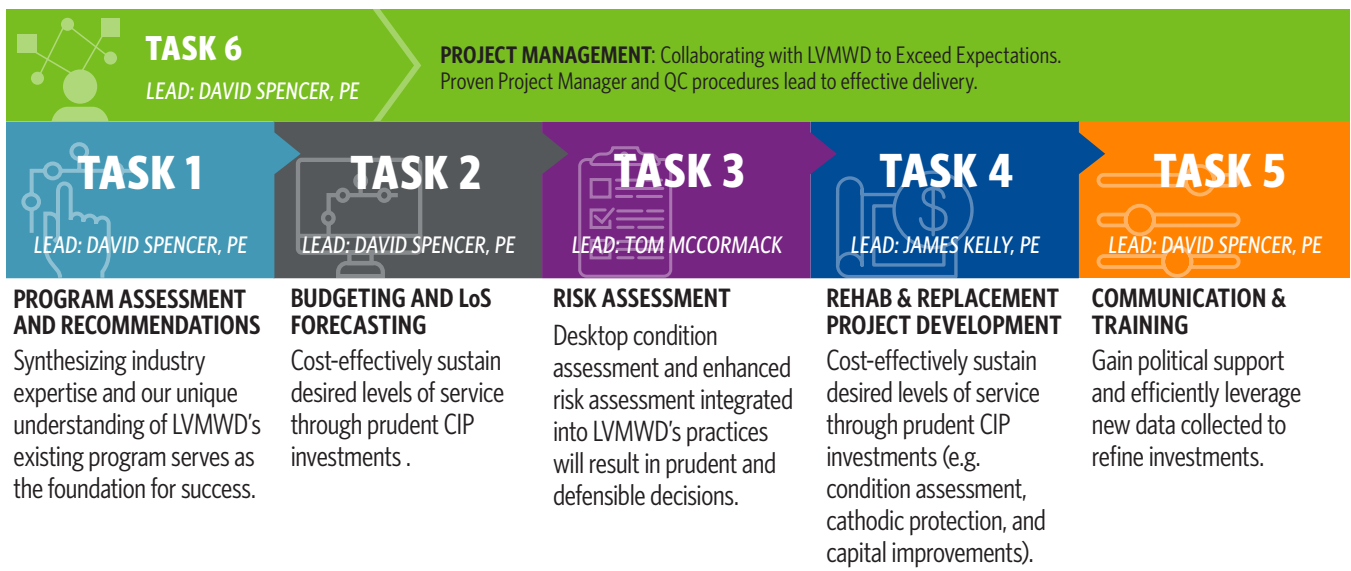 TASK 6
LEAD: DAVID SPENCER, PE
PROJECT MANAGEMENT: Collaborating with LVMWD to Exceed Expectations.
Proven Project Manager and QC procedures lead to effective delivery.
TASK 1
LEAD: DAVID SPENCER, PE
TASK 2
LEAD: DAVID SPENCER, PE
TASK 3
LEAD: TOM MCCORMACK
TASK 4
LEAD: JAMES KELLY, PE
TASK 5
LEAD: DAVID SPENCER, PE
PROGRAM ASSESSMENT
AND RECOMMENDATIONS
Synthesizing industry
expertise and our unique
understanding of LVMWD's
existing program serves as
the foundation for success.
BUDGETING AND LoS
FORECASTING
Cost-effectively sustain
desired levels of service
through prudent CIP
investments .
RISK ASSESSMENT
Desktop condition
assessment and enhanced
risk assessment integrated
into LVMWD's practices
will result in prudent and
defensible decisions.
REHAB & REPLACEMENT
PROJECT DEVELOPMENT
Cost-effectively sustain
desired levels of service
through prudent CIP
investments (e.g.
condition assessment,
cathodic protection, and
capital improvements).
COMMUNICATION &
TRAINING
Gain political support
and efficiently leverage
new data collected to
refine investments.